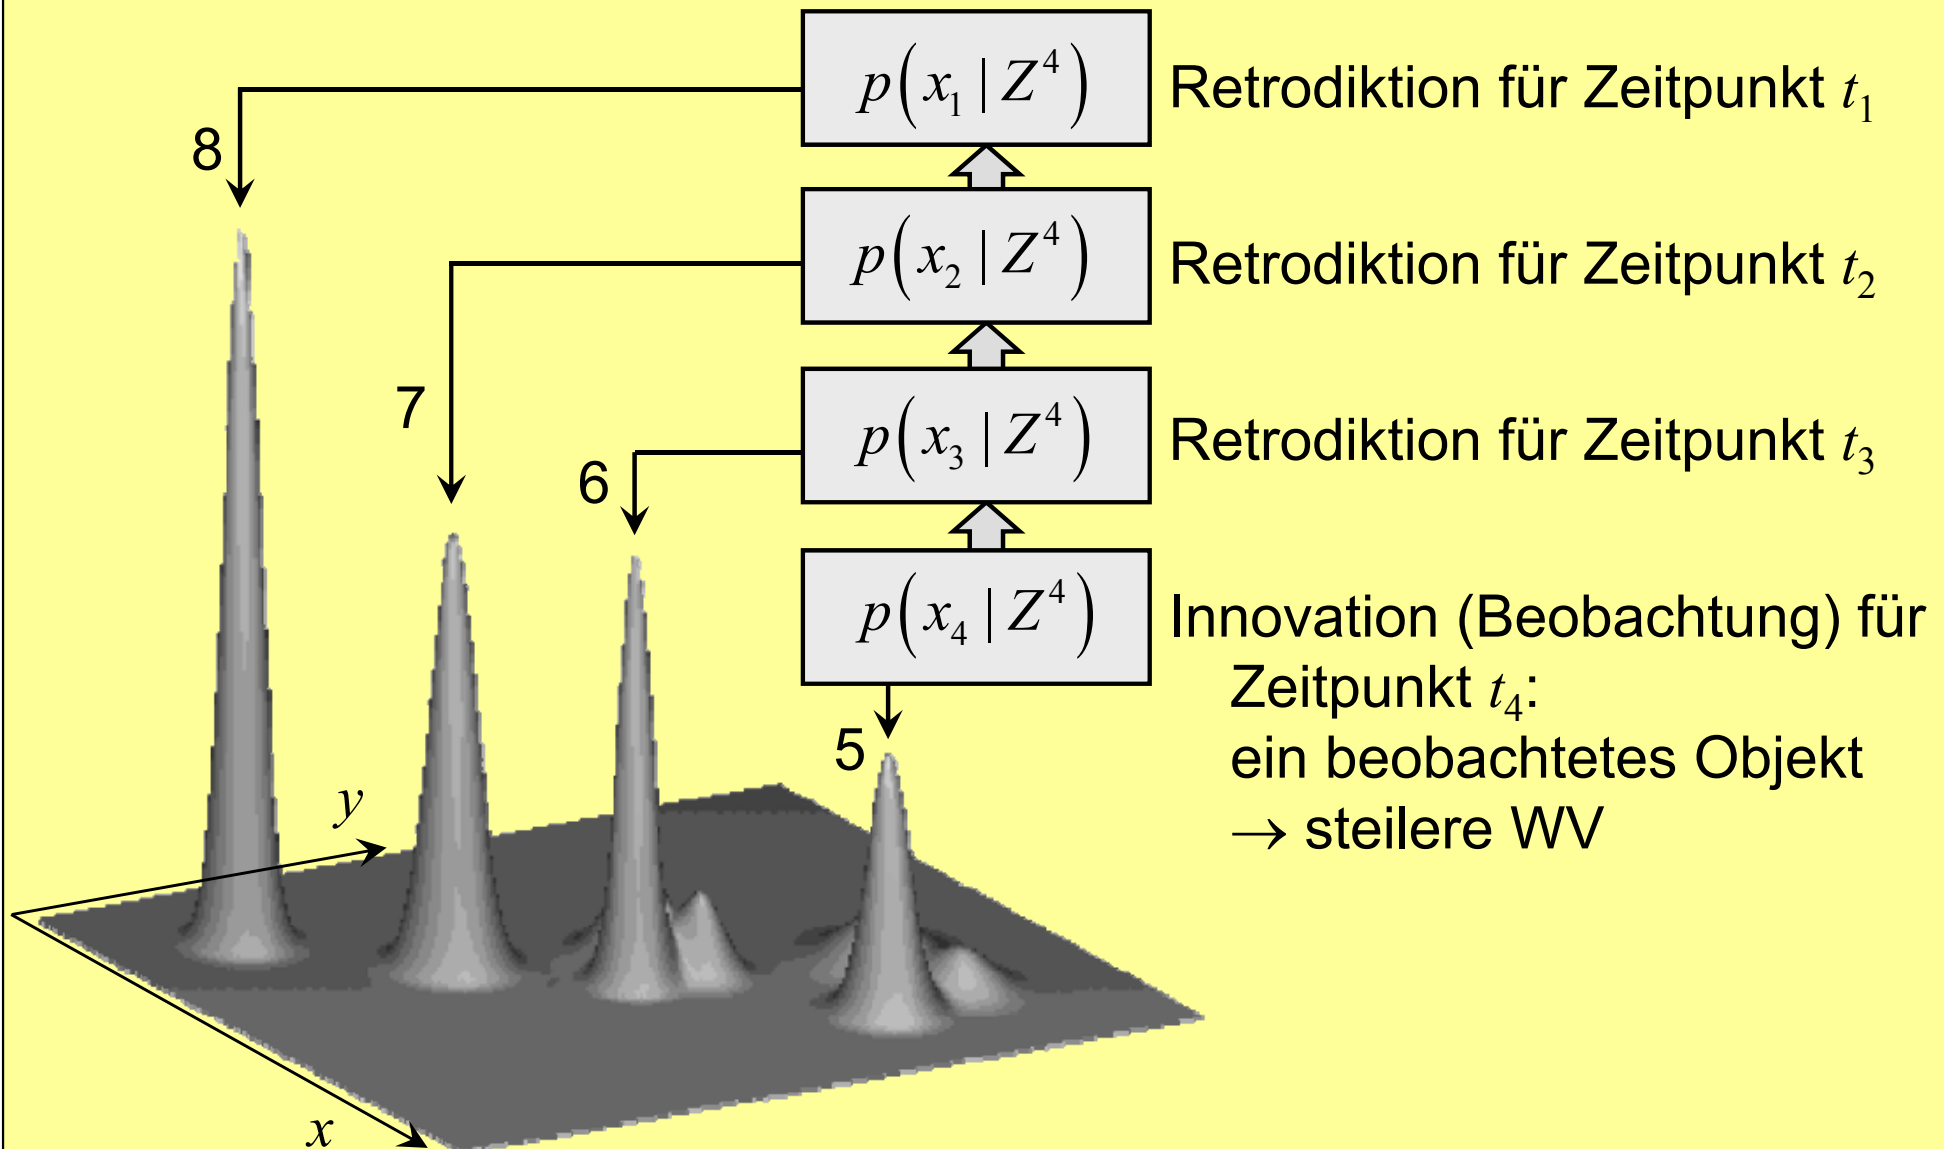 p(x₁ | Z⁴) Retrodiktion für Zeitpunkt t₁
8
p(x₂ | Z⁴) Retrodiktion für Zeitpunkt t₂
7
p(x₃ | Z⁴) Retrodiktion für Zeitpunkt t₃
6
p(x₄ | Z⁴) Innovation (Beobachtung) für
Zeitpunkt t₄:
5 ein beobachtetes Objekt
→ steilere WV
y
x